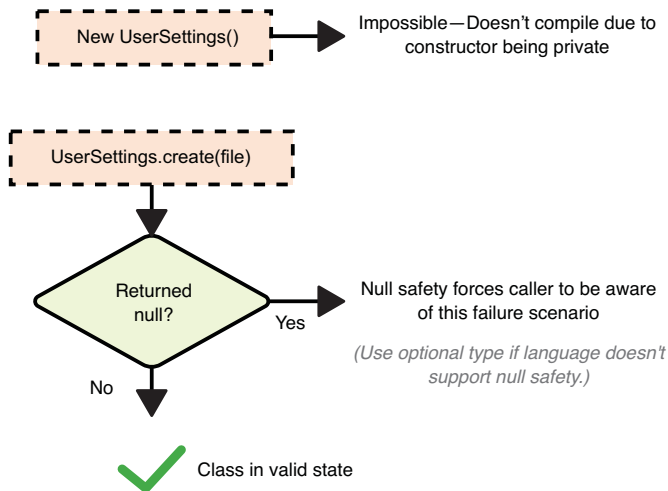 New UserSettings()
Impossible—Doesn’t compile due to
constructor being private
UserSettings.create(file)
Returned
null?
Yes
Null safety forces caller to be aware
of this failure scenario
(Use optional type if language doesn't
support null safety.)
No
Class in valid state